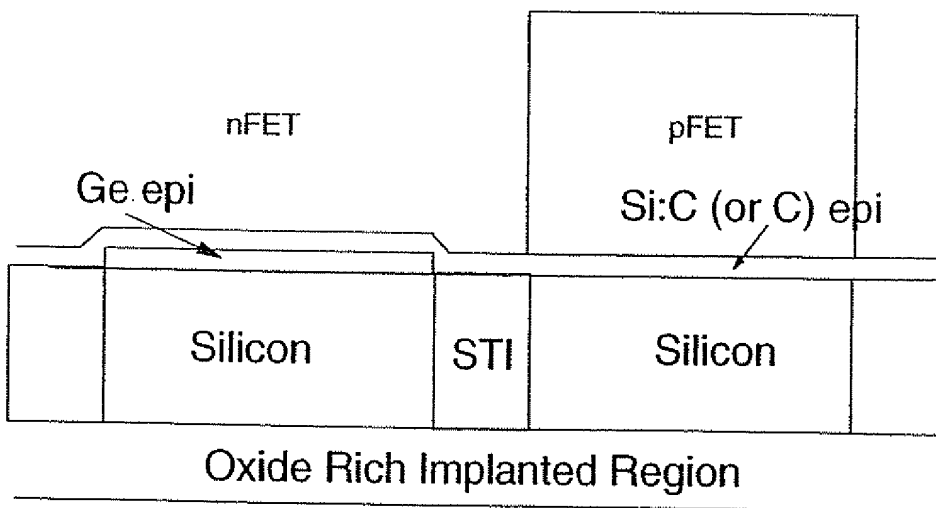 nFET
pFET
Ge epi
Si:C (or C) epi
Silicon
STI
Silicon
Oxide Rich Implanted Region